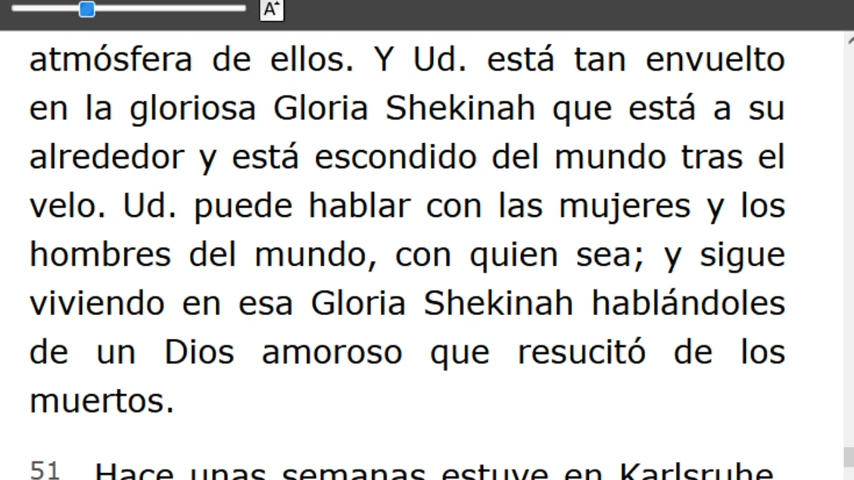 A
atmósfera de ellos. Y Ud. está tan envuelto
en la gloriosa Gloria Shekinah que está a su
alrededor y está escondido del mundo tras el
velo. Ud. puede hablar con las mujeres y los
hombres del mundo, con quien sea; y sigue
viviendo en esa Gloria Shekinah hablándoles
de un Dios amoroso que resucitó de los
muertos.
51 Hace unas semanas estuve en Karlsruhe,